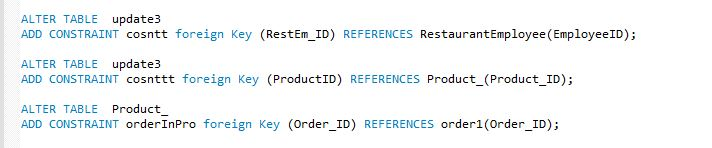 ALTER TABLE  update3
ADD CONSTRAINT cosntt foreign Key (RestEm_ID) REFERENCES RestaurantEmployee(EmployeeID);
ALTER TABLE  update3
ADD CONSTRAINT cosnttt foreign Key (ProductID) REFERENCES Product_(Product_ID);
ALTER TABLE  Product_
ADD CONSTRAINT orderInPro foreign Key (Order_ID) REFERENCES order1(Order_ID);